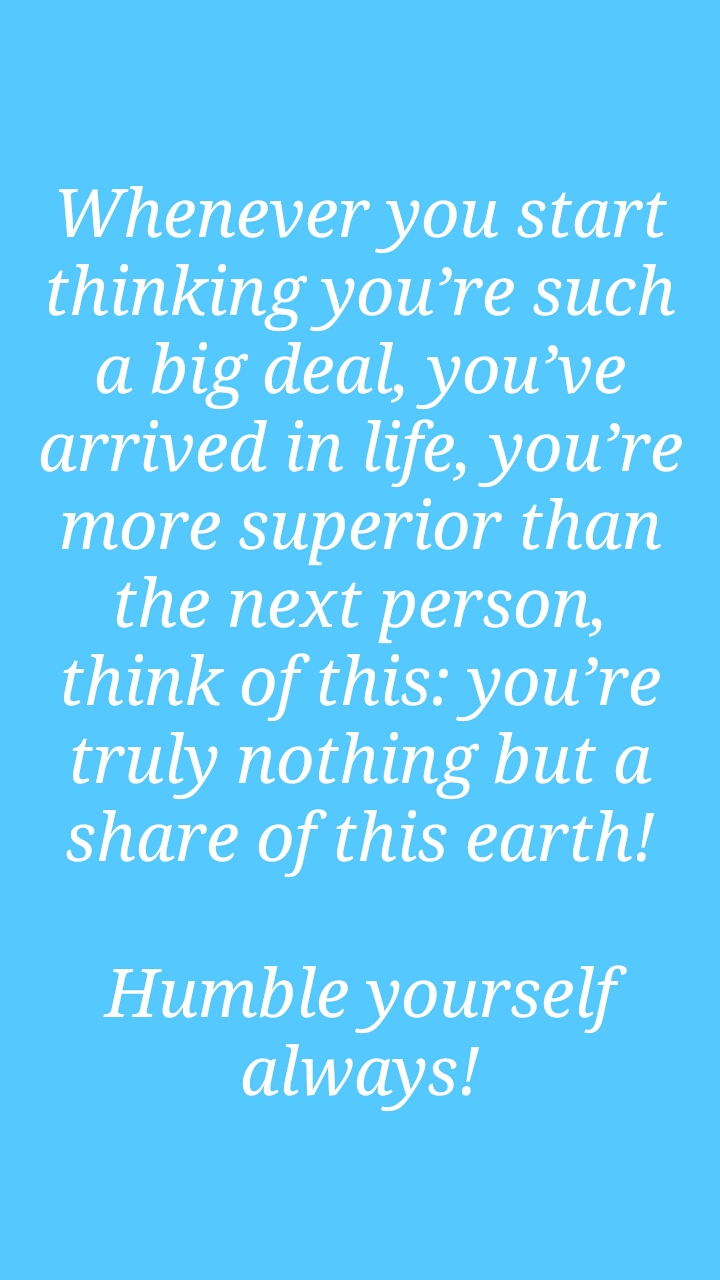 Whenever you start
thinking you’re such
a big deal, you’ve
arrived in life, you’re
more superior than
the next person,
think of this: you’re
truly nothing but a
share of this earth!
Humble yourself
always!